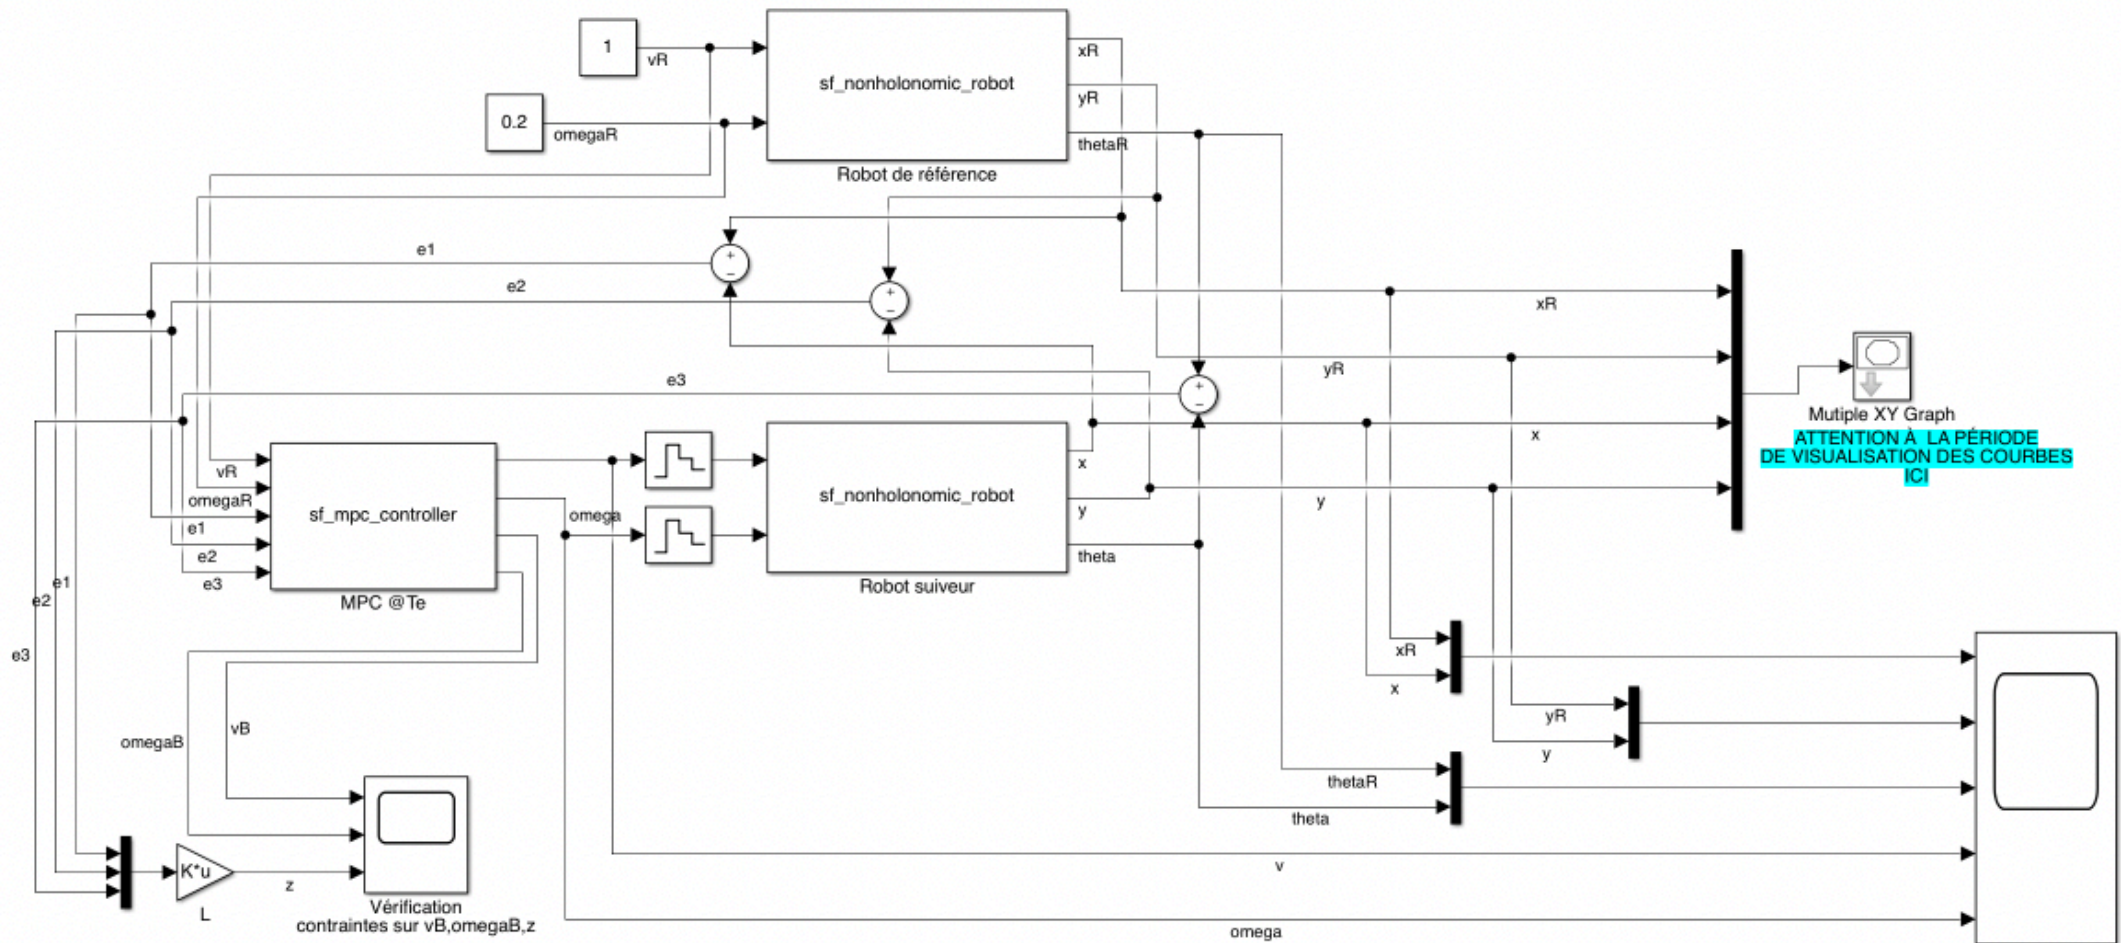 1
vR
sf_nonholonomic_robot
xR
yR
thetaR
0.2
omegaR
Robot de référence
e1
+
−
e2
+
−
xR
yR
e3
+
−
Mutiple XY Graph
ATTENTION À LA PÉRIODE
DE VISUALISATION DES COURBES
ICI
x
vR
omegaR
e1
e2
e3
sf_mpc_controller
MPC @Te
omega
sf_nonholonomic_robot
x
y
theta
Robot suiveur
y
e1
e2
e3
xR
x
yR
y
omegaB
vB
thetaR
theta
K*u
L
z
v
Vérification
contraintes sur vB,omegaB,z
omega